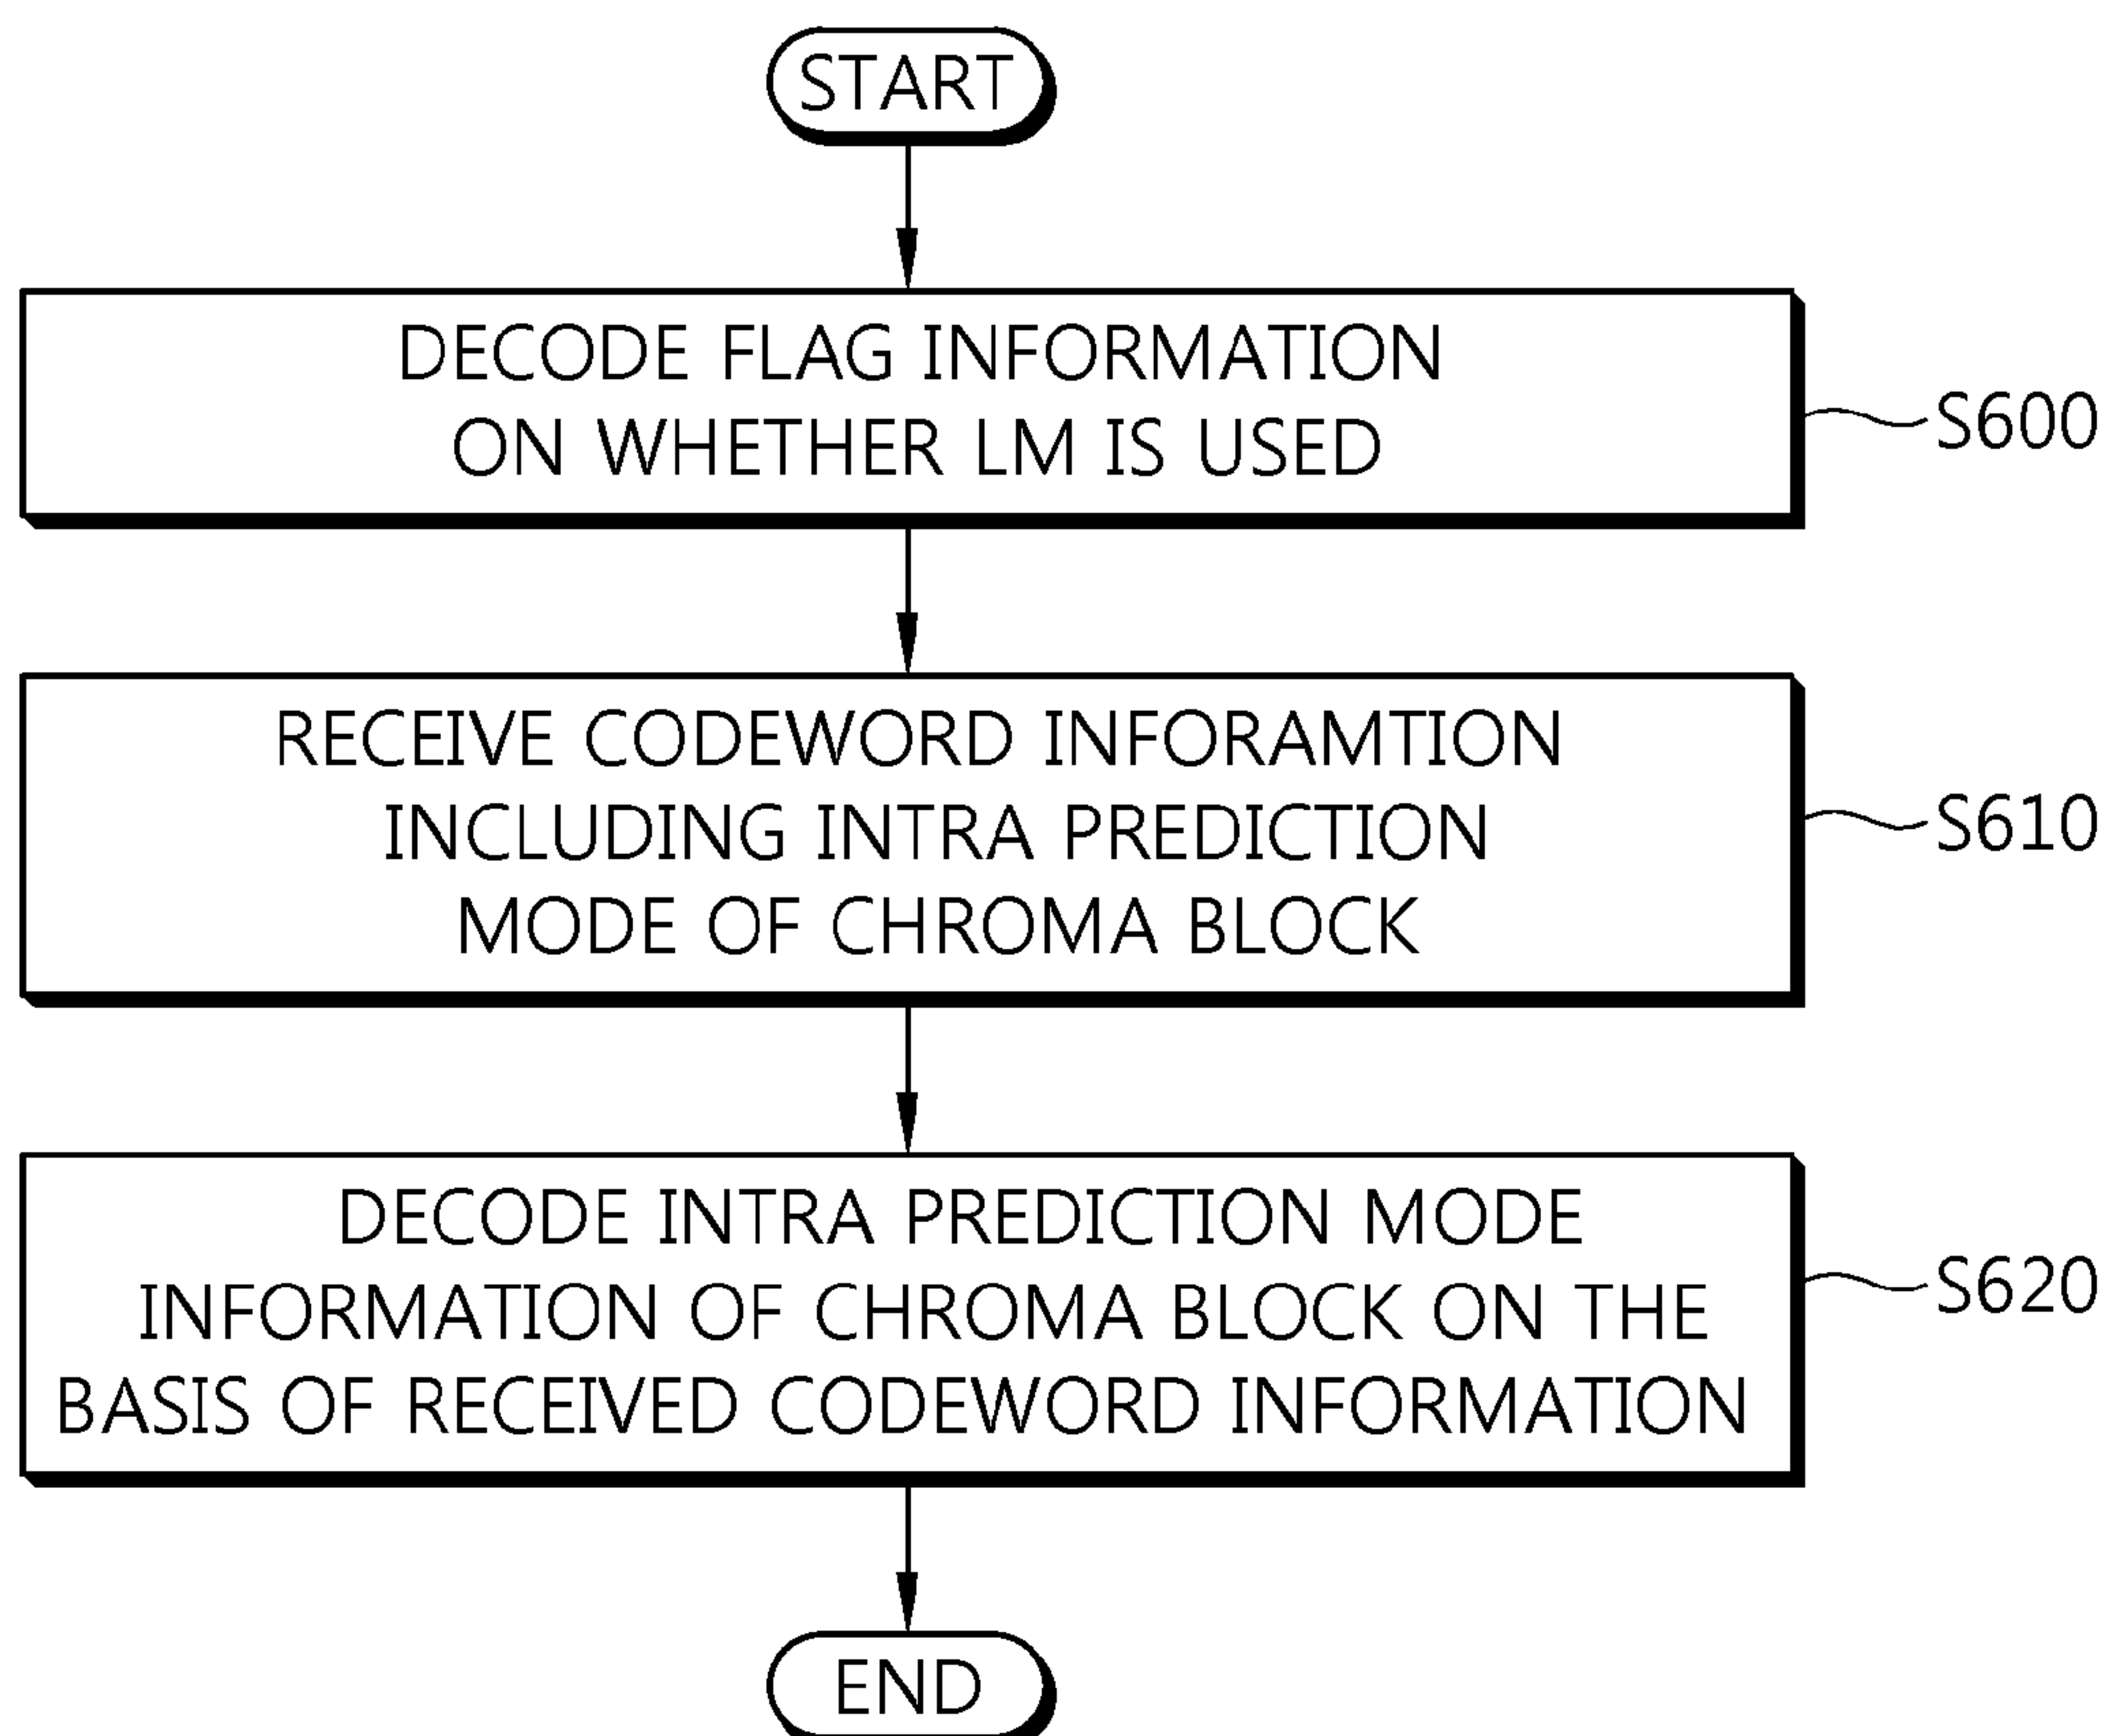 START
DECODE FLAG INFORMATION
ON WHETHER LM IS USED
S600
RECEIVE CODEWORD INFORAMTION
INCLUDING INTRA PREDICTION
MODE OF CHROMA BLOCK
S610
DECODE INTRA PREDICTION MODE
INFORMATION OF CHROMA BLOCK ON THE
BASIS OF RECEIVED CODEWORD INFORMATION
S620
END